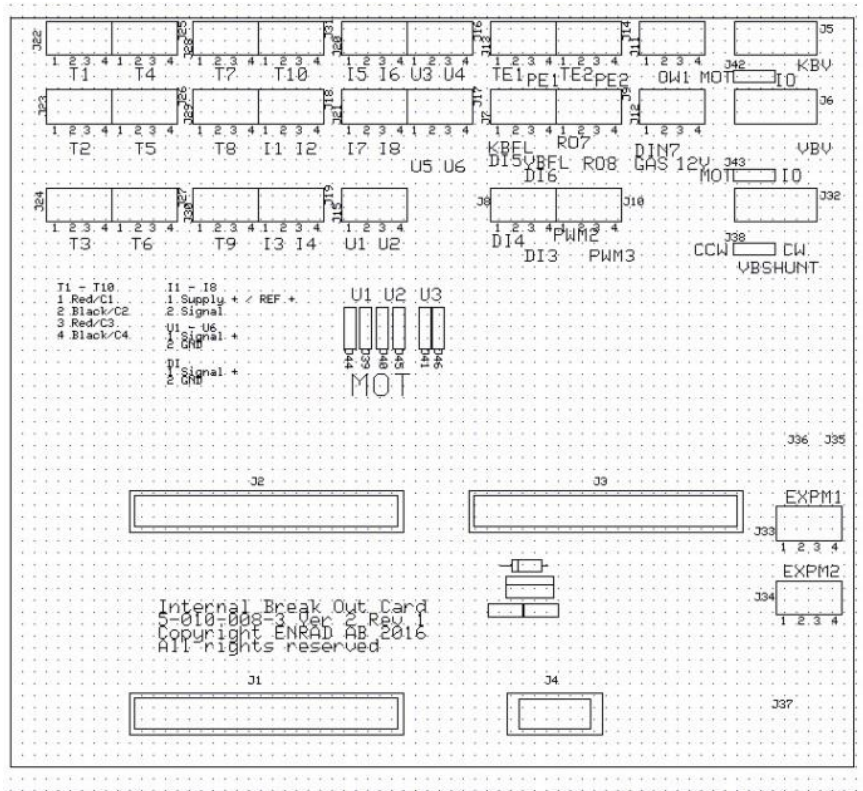 J22 J25 J28 J31 J20 J16 J13 J14 J11 J5
1 2 3 4 1 2 3 4 1 2 3 4 1 2 3 4 1 2 3 4 1 2 3 4 1 2 3 4 1 2 3 4 1 2 3 4
T1 T4 T7 T10 I5 I6 U3 U4 TE1 PE1 TE2 PE2 OW1 MOT J42 IO KBV
J23 J26 J29 J18 J21 J17 J7 J9 J12 J6
1 2 3 4 1 2 3 4 1 2 3 4 1 2 3 4 1 2 3 4 1 2 3 4 1 2 3 4 1 2 3 4 1 2 3 4
T2 T5 T8 I1 I2 I7 I8 KBFL RO7 DIN7 VBV
U5 U6 DI5 VBFL RO8 GAS 12V J43
DI6 MOT IO
J24 J27 J30 J19 J15 J8 J10 J32
1 2 3 4 1 2 3 4 1 2 3 4 1 2 3 4 1 2 3 4 1 2 3 4 1 2 3 4
T3 T6 T9 I3 I4 U1 U2 DI4 PWM2 J38
DI3 PWM3 CCW CW
VBSHUNT
T1 - T10
1 Red/C1
2 Black/C2
3 Red/C3
4 Black/C4
I1 - I8
1 Supply + / REF +
2 Signal
U1 - U6
1 Signal +
2 GND
DI
1 Signal +
2 GND
U1 U2 U3
J44 J39 J40 J45 J41 J46
MOT
J36 J35
J2 J3
EXPM1
J33
1 2 3 4
EXPM2
J34
1 2 3 4
Internal Break Out Card
5-010-008-3 Ver 2 Rev 1
Copyright ENRAD AB 2016
All rights reserved
J1 J4
J37